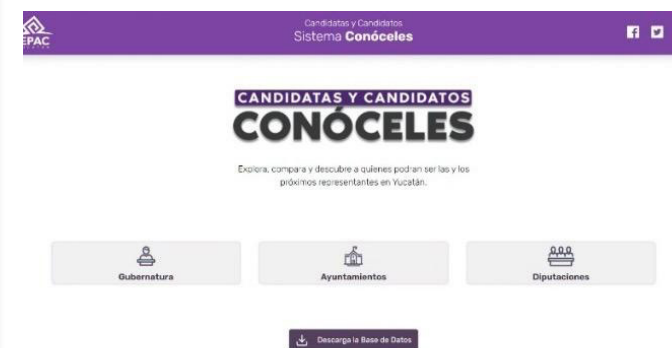 EPAC
Candidatas y Candidatos
Sistema Conóceles
CANDIDATAS Y CANDIDATOS
CONÓCELES
Explora, compara y descubre a quienes podrían ser las y los
próximos representantes en Yucatán.
Gubernatura
Ayuntamientos
Diputaciones
Descarga la Base de Datos